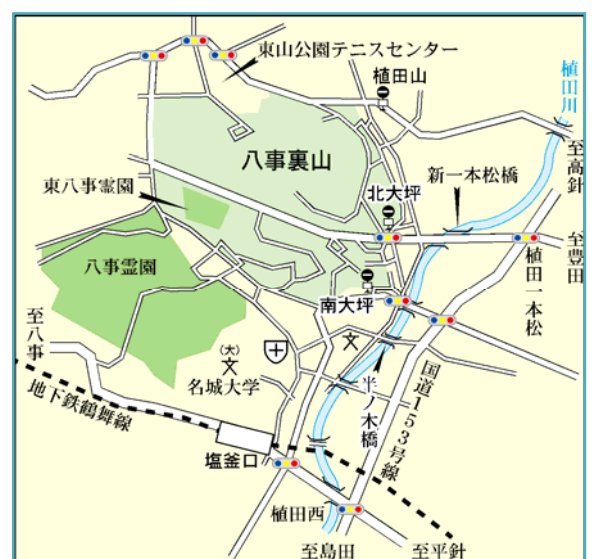 東山公園テニスセンター
植田山
植田川
至高針
八事裏山
東八事霊園
北大坪
新一本松橋
至豊田
植田一本松
八事霊園
南大坪
至八事
(大)
文
名城大学
文
半ノ木橋
国道153号線
地下鉄鶴舞線
塩釜口
植田西
至島田
至平針